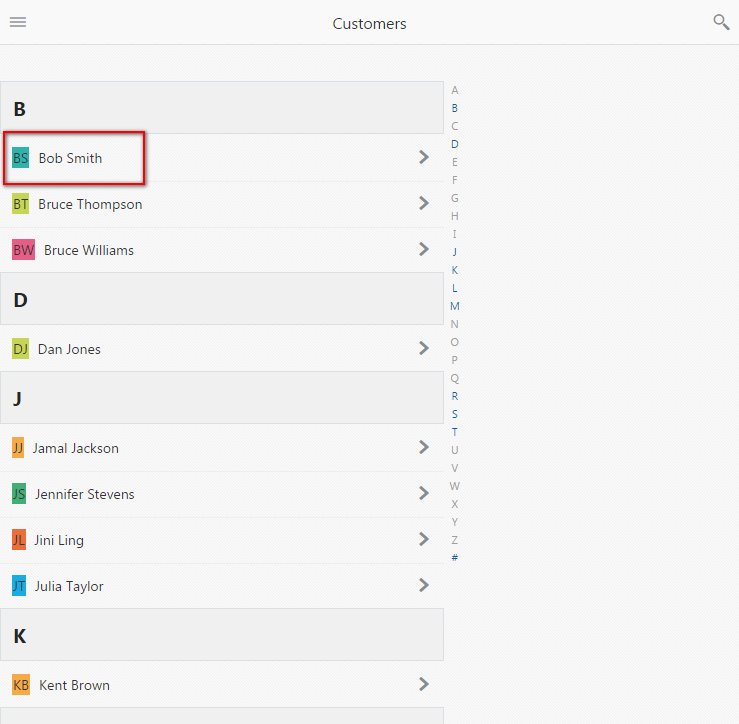 Customers
B
BS Bob Smith
BT Bruce Thompson
BW Bruce Williams
D
DJ Dan Jones
J
JJ Jamal Jackson
JS Jennifer Stevens
JL Jini Ling
JT Julia Taylor
K
KB Kent Brown
A
B
C
D
E
F
G
H
I
J
K
L
M
N
O
P
Q
R
S
T
U
V
W
X
Y
Z
#